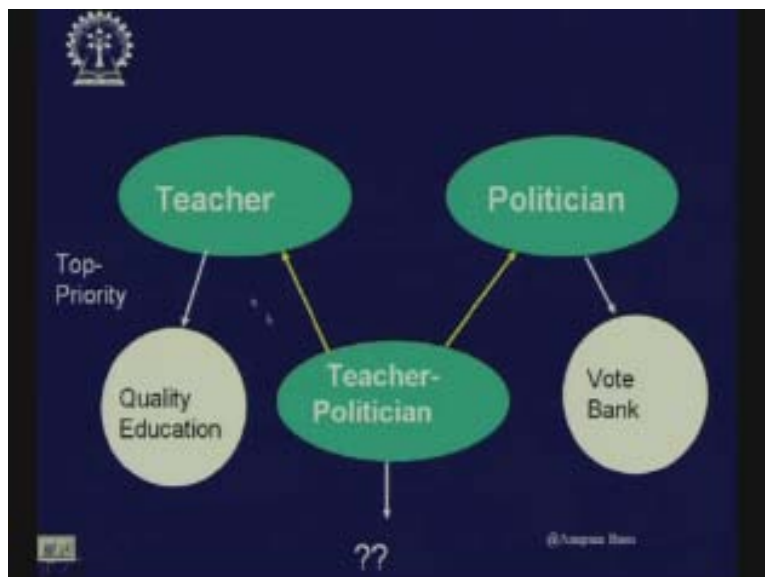 Teacher
Politician
Top-
Priority
Quality
Education
Teacher-
Politician
Vote
Bank
??